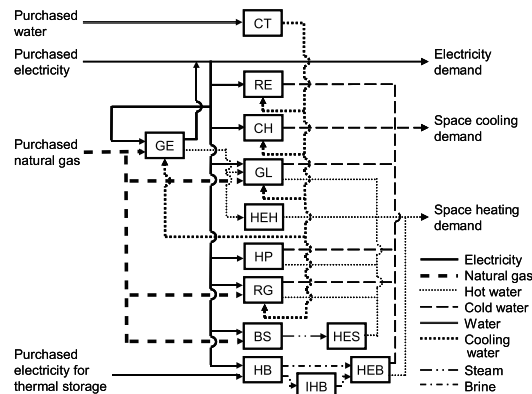 Purchased
water
CT
Purchased
electricity
Electricity
demand
RE
CH
Space cooling
demand
Purchased
natural gas
GE
GL
HEH
Space heating
demand
HP
RG
BS
HES
Purchased
electricity for
thermal storage
HB
IHB
HEB
Electricity
Natural gas
Hot water
Cold water
Water
Cooling
water
Steam
Brine